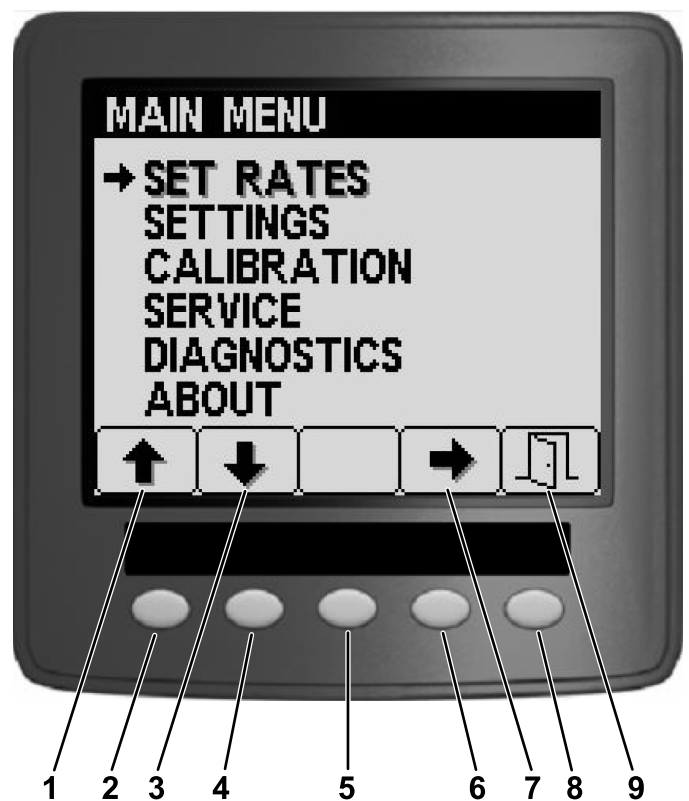 MAIN MENU
SET RATES
SETTINGS
CALIBRATION
SERVICE
DIAGNOSTICS
ABOUT
1 2 3 4 5 6 7 8 9